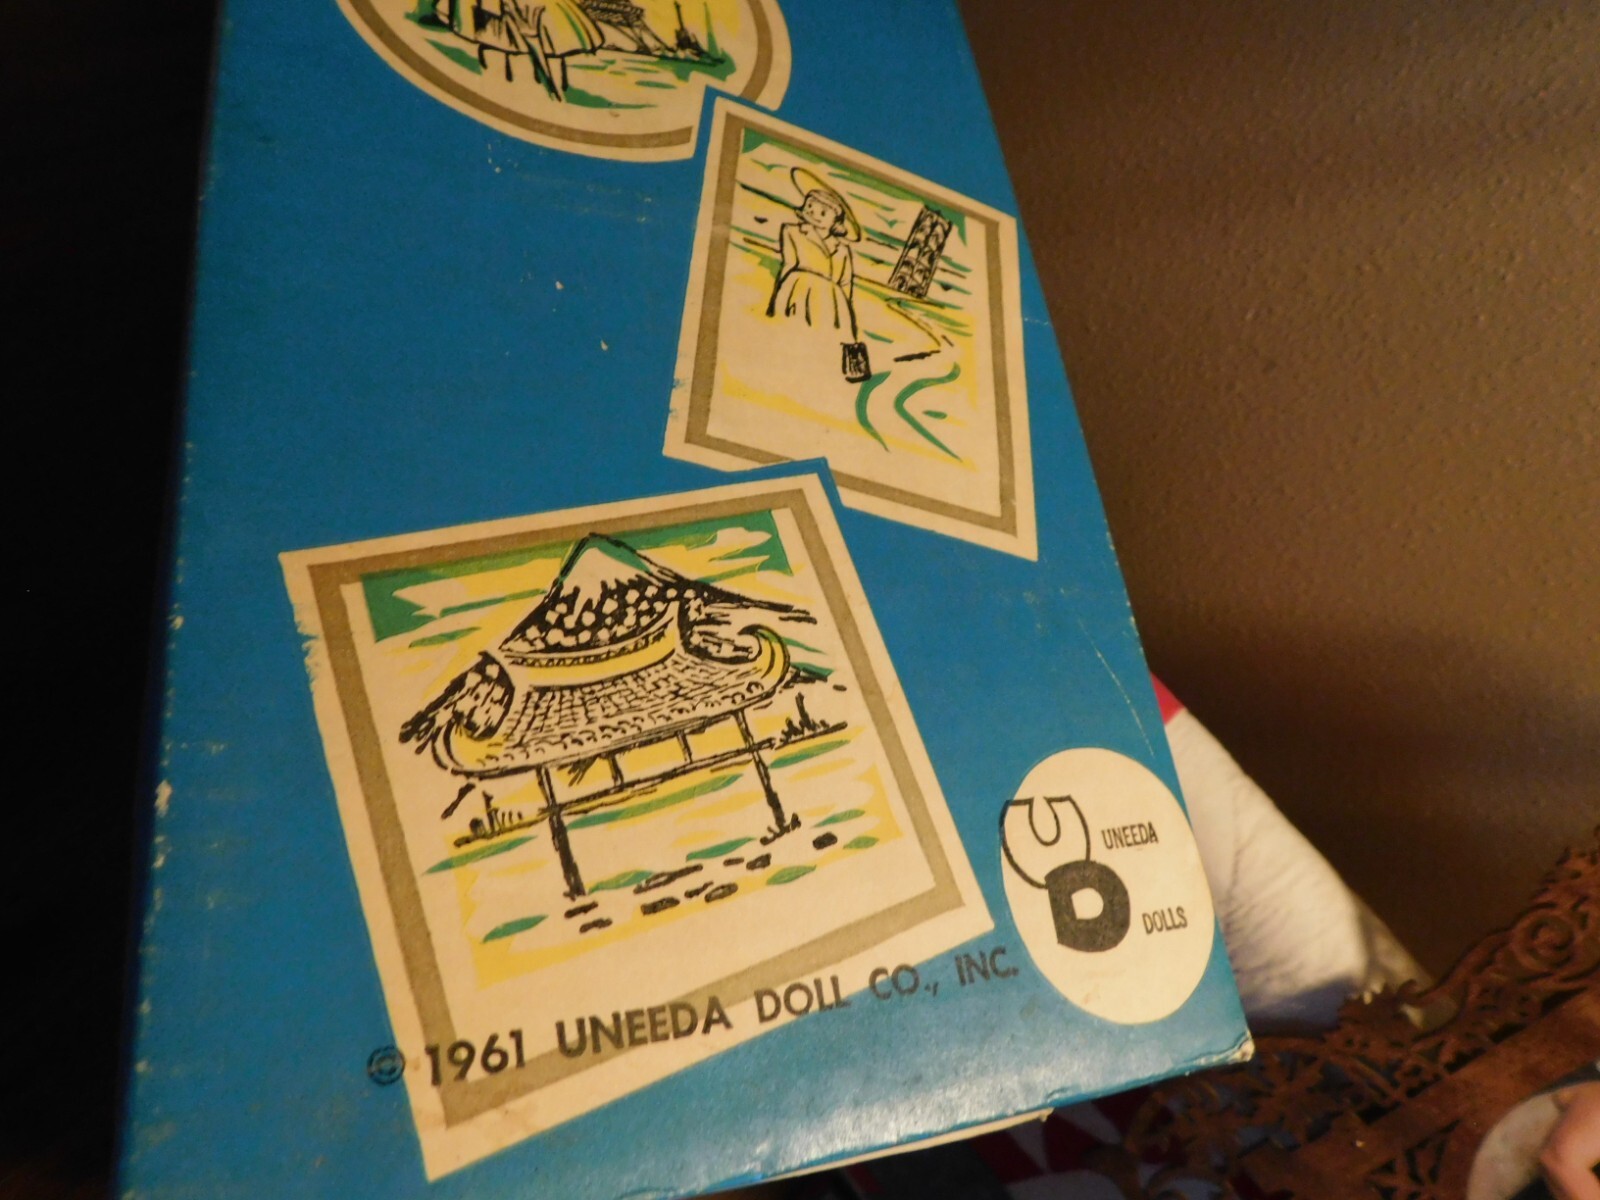 UNEEDA
DOLLS
© 1961 UNEEDA DOLL CO., INC.